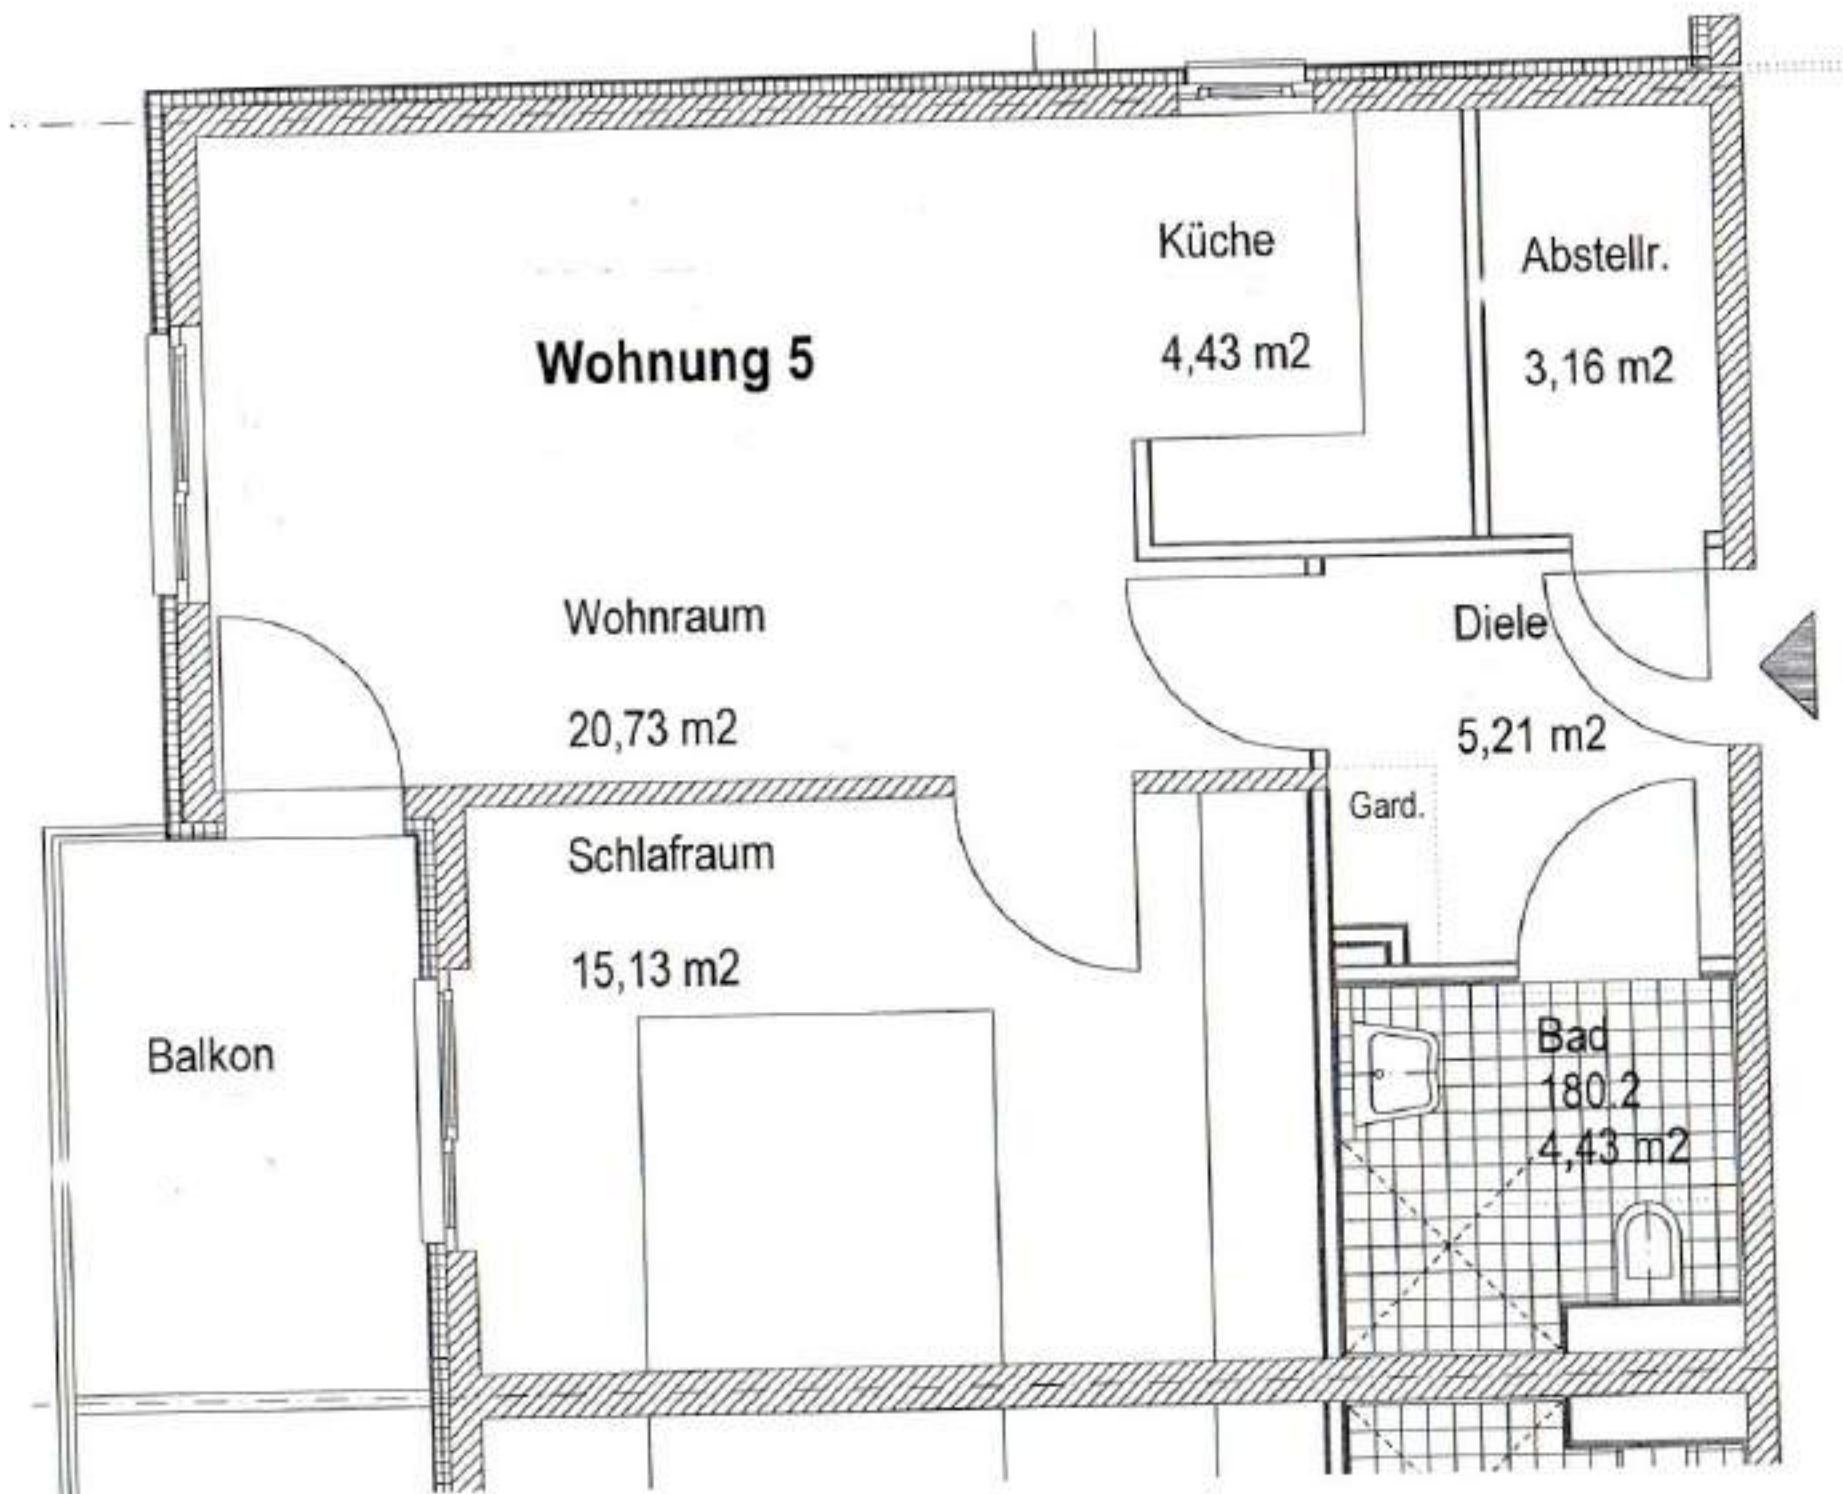 Küche
4,43 m2
Abstellr.
3,16 m2
Wohnung 5
Wohnraum
20,73 m2
Diele
5,21 m2
Gard.
Schlafraum
15,13 m2
Balkon
Bad
180.2
4,43 m2